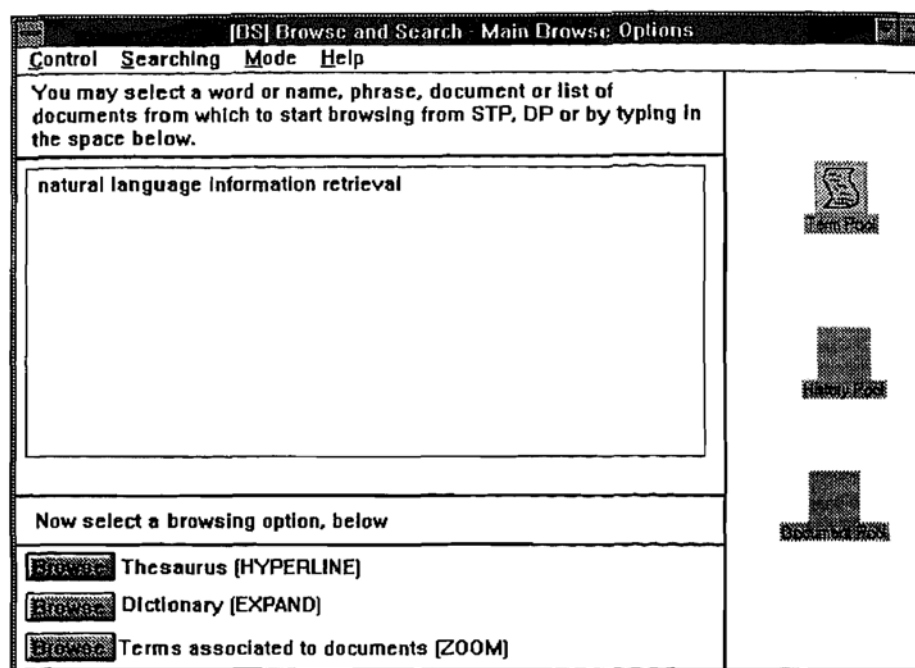 [BS] Browse and Search - Main Browse Options
Control Searching Mode Help
You may select a word or name, phrase, document or list of
documents from which to start browsing from STP, DP or by typing in
the space below.
natural language information retrieval
Term Pool
History Pool
Document Pool
Now select a browsing option, below
Browse Thesaurus (HYPERLINE)
Browse Dictionary (EXPAND)
Browse Terms associated to documents (ZOOM)